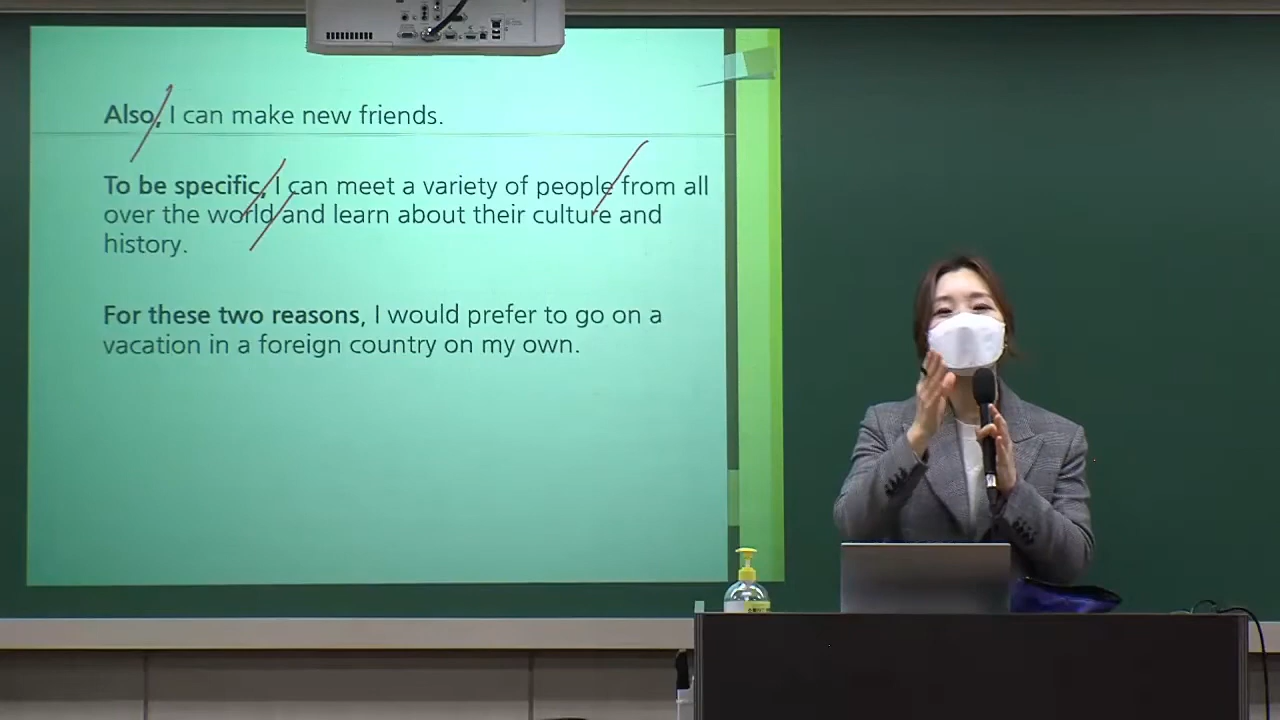 Also, I can make new friends.
To be specific, I can meet a variety of people from all
over the world and learn about their culture and
history.
For these two reasons, I would prefer to go on a
vacation in a foreign country on my own.